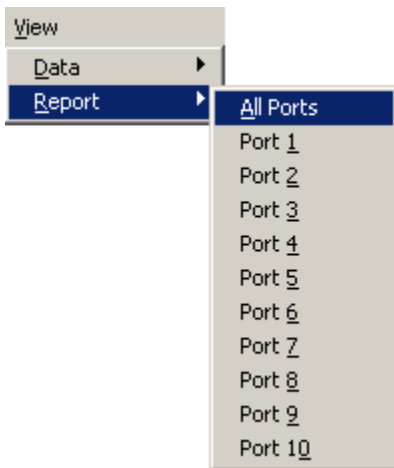 View
Data
Report
All Ports
Port 1
Port 2
Port 3
Port 4
Port 5
Port 6
Port 7
Port 8
Port 9
Port 10